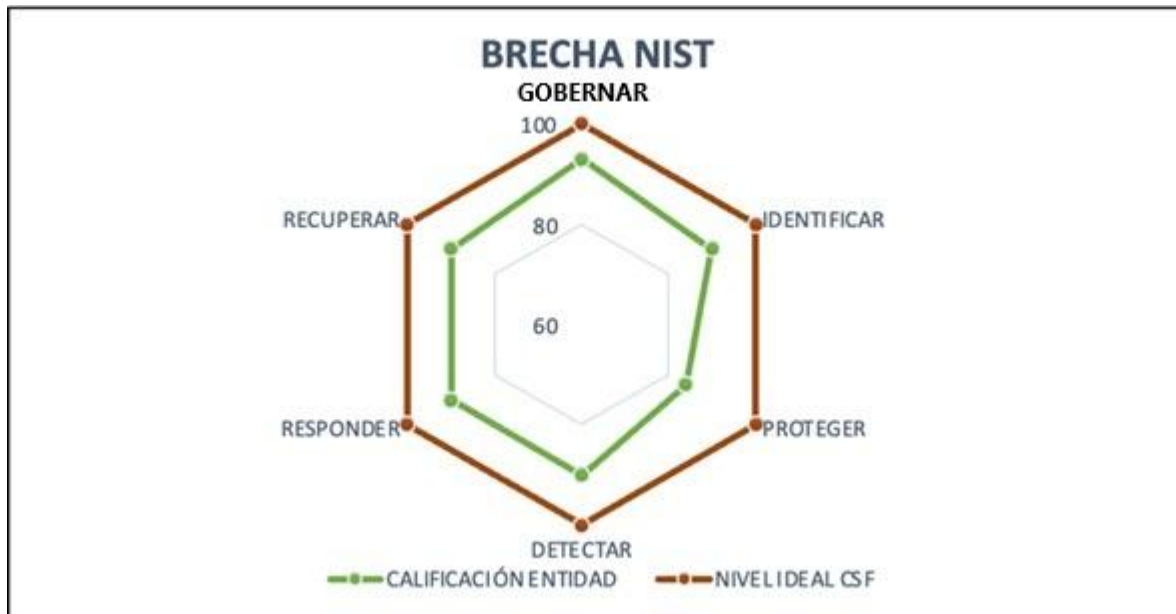 BRECHA NIST
GOBERNAR
100
RECUPERAR
80
IDENTIFICAR
60
RESPONDER
PROTEGER
DETECTAR
CALIFICACIÓN ENTIDAD
NIVEL IDEAL CSF